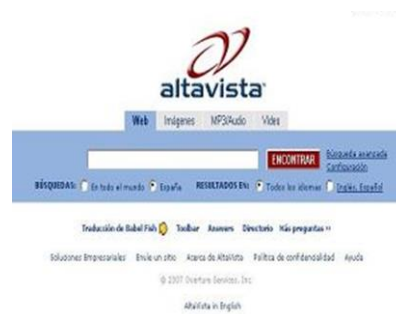 altavista
Web Imágenes MP3/Audio Video
ENCONTRAR Búsqueda avanzada
Configuración
BÚSQUEDAS: En todo el mundo España RESULTADOS EN: Todos los idiomas Inglés, Español
Traducción de Babel Fish Toolbar Answers Directorio Más preguntas »
Soluciones Empresariales Envíe un sitio Acerca de AltaVista Política de confidencialidad Ayuda
© 2007 Overture Services, Inc.
AltaVista in English